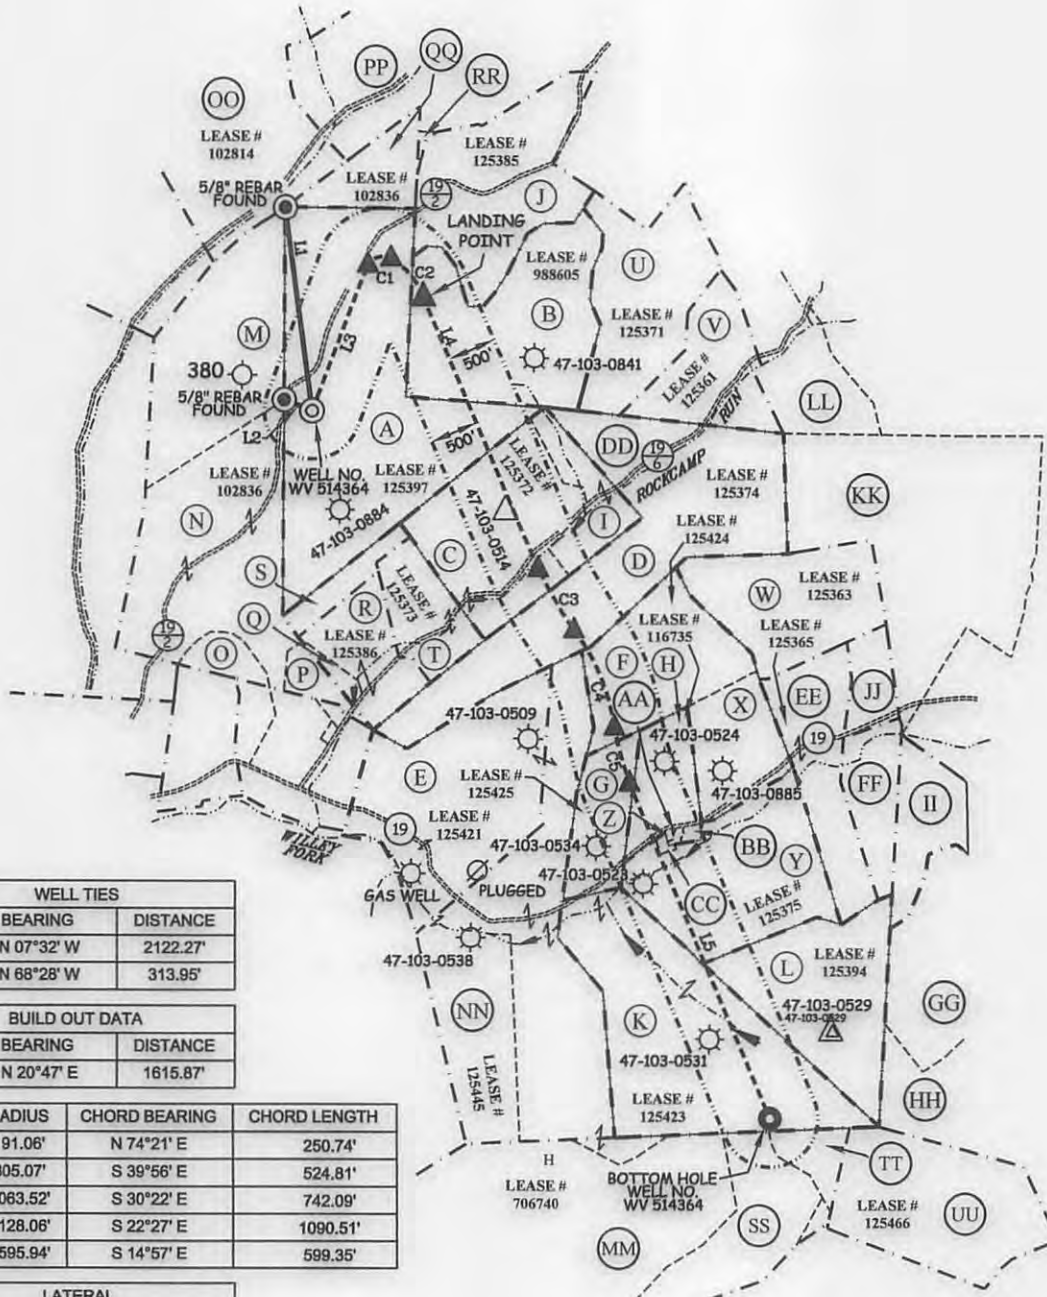 PP
QQ
RR
OO
LEASE #
102814
LEASE #
125385
5/8" REBAR
FOUND
LEASE #
102836
19
2
J
LANDING
POINT
L1
C1
C2
LEASE #
988605
U
B
LEASE #
125371
V
M
L3
L4
500'
380
47-103-0841
LEASE #
125361
RUN
LL
5/8" REBAR
FOUND
L2
A
500'
LEASE #
125372
DD
19
6
ROCKCAMP
LEASE #
102836
WELL NO.
WV 514364
LEASE #
125397
LEASE #
125374
KK
N
47-103-0884
47-103-0514
I
LEASE #
125424
S
C
D
LEASE #
125373
W
LEASE #
125363
R
C3
Q
LEASE #
125386
LEASE #
116735
LEASE #
125365
19
2
O
P
T
F
H
C4
AA
X
EE
JJ
47-103-0509
47-103-0524
19
E
LEASE #
125425
C5
G
47-103-0885
FF
II
LEASE #
125421
Z
19
WILLEY
FORK
47-103-0534
BB
Y
GAS WELL
PLUGGED
47-103-0523
CC
LEASE #
125375
47-103-0538
L5
L
LEASE #
125394
NN
K
47-103-0529
47-103-0529
GG
LEASE #
125445
47-103-0531
LEASE #
125423
HH
H
LEASE #
706740
BOTTOM HOLE
WELL NO.
WV 514364
TT
LEASE #
125466
UU
SS
MM
WELL TIES
BEARING DISTANCE
N 07°32' W 2122.27'
N 68°28' W 313.95'
BUILD OUT DATA
BEARING DISTANCE
N 20°47' E 1615.87'
ADIUS CHORD BEARING CHORD LENGTH
91.06' N 74°21' E 250.74'
305.07' S 39°56' E 524.81'
063.52' S 30°22' E 742.09'
128.06' S 22°27' E 1090.51'
595.94' S 14°57' E 599.35'
LATERAL